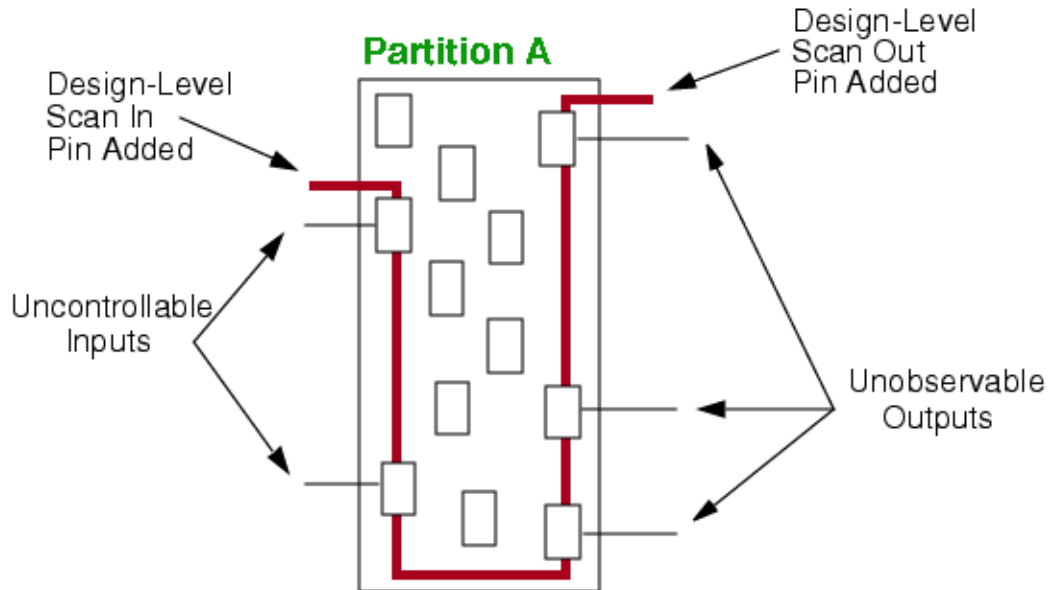 Partition A
Design-Level
Scan In
Pin Added
Design-Level
Scan Out
Pin Added
Uncontrollable
Inputs
Unobservable
Outputs